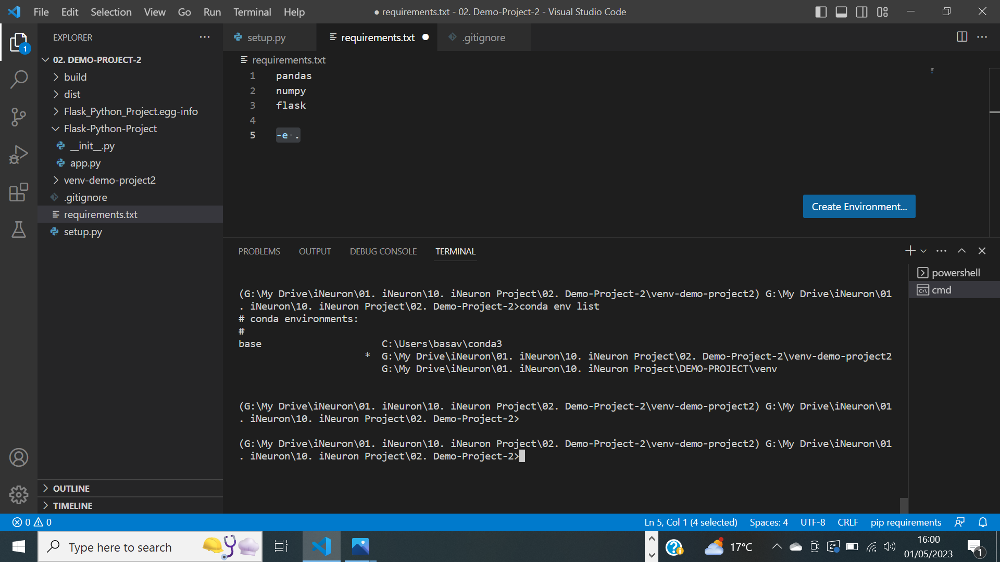 File Edit Selection View Go Run Terminal Help
● requirements.txt - 02. Demo-Project-2 - Visual Studio Code
1
EXPLORER
02. DEMO-PROJECT-2
build
dist
Flask_Python_Project.egg-info
Flask-Python-Project
__init__.py
app.py
venv-demo-project2
.gitignore
requirements.txt
setup.py
OUTLINE
TIMELINE
setup.py
requirements.txt
.gitignore
requirements.txt
1 pandas
2 numpy
3 flask
4
5 -e .
Create Environment...
PROBLEMS OUTPUT DEBUG CONSOLE TERMINAL
powershell
cmd
(G:\My Drive\iNeuron\01. iNeuron\10. iNeuron Project\02. Demo-Project-2\venv-demo-project2) G:\My Drive\iNeuron\01
. iNeuron\10. iNeuron Project\02. Demo-Project-2>conda env list
# conda environments:
#
base C:\Users\basav\conda3
* G:\My Drive\iNeuron\01. iNeuron\10. iNeuron Project\02. Demo-Project-2\venv-demo-project2
G:\My Drive\iNeuron\01. iNeuron\10. iNeuron Project\DEMO-PROJECT\venv
(G:\My Drive\iNeuron\01. iNeuron\10. iNeuron Project\02. Demo-Project-2\venv-demo-project2) G:\My Drive\iNeuron\01
. iNeuron\10. iNeuron Project\02. Demo-Project-2>
(G:\My Drive\iNeuron\01. iNeuron\10. iNeuron Project\02. Demo-Project-2\venv-demo-project2) G:\My Drive\iNeuron\01
. iNeuron\10. iNeuron Project\02. Demo-Project-2>
0 0
Ln 5, Col 1 (4 selected) Spaces: 4 UTF-8 CRLF pip requirements
Type here to search
17°C
16:00
01/05/2023
1